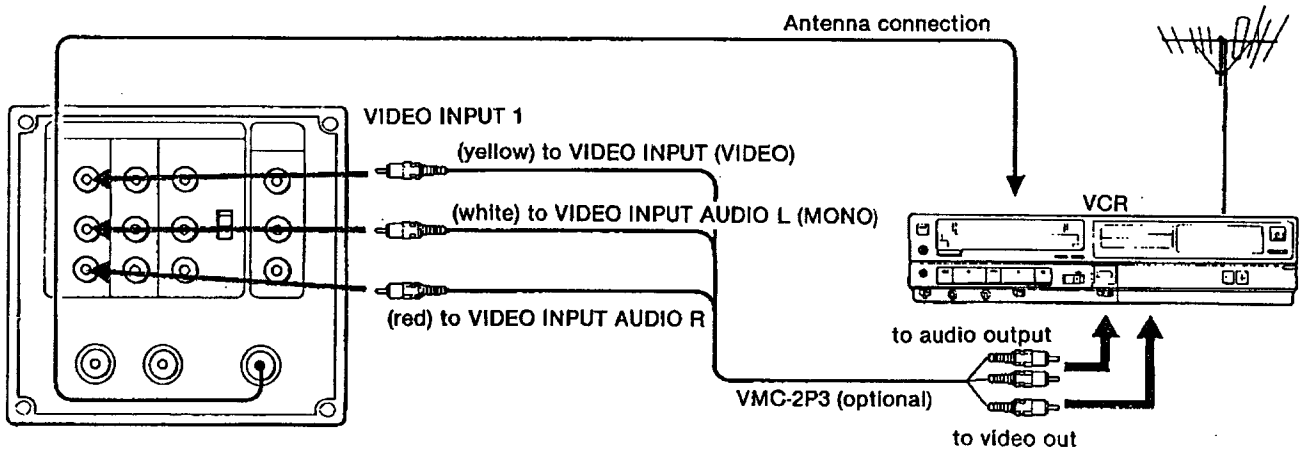 Antenna connection
VIDEO INPUT 1
(yellow) to VIDEO INPUT (VIDEO)
(white) to VIDEO INPUT AUDIO L (MONO)
(red) to VIDEO INPUT AUDIO R
VCR
to audio output
VMC-2P3 (optional)
to video out